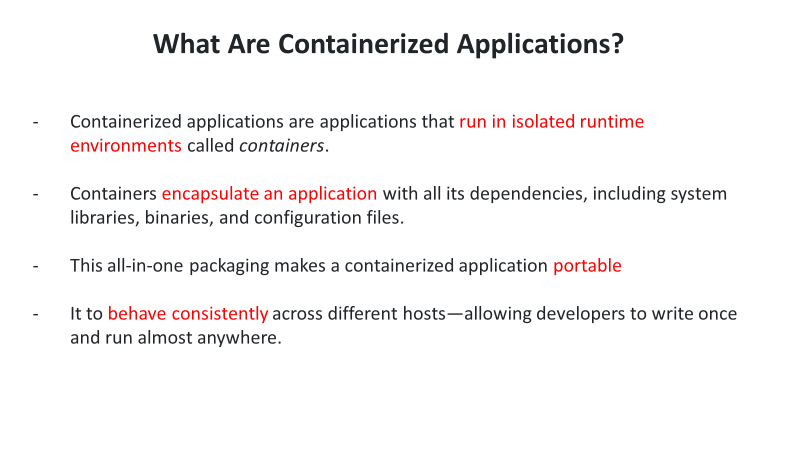 What Are Containerized Applications?
- Containerized applications are applications that run in isolated runtime
environments called containers.
- Containers encapsulate an application with all its dependencies, including system
libraries, binaries, and configuration files.
- This all-in-one packaging makes a containerized application portable
- It to behave consistently across different hosts—allowing developers to write once
and run almost anywhere.